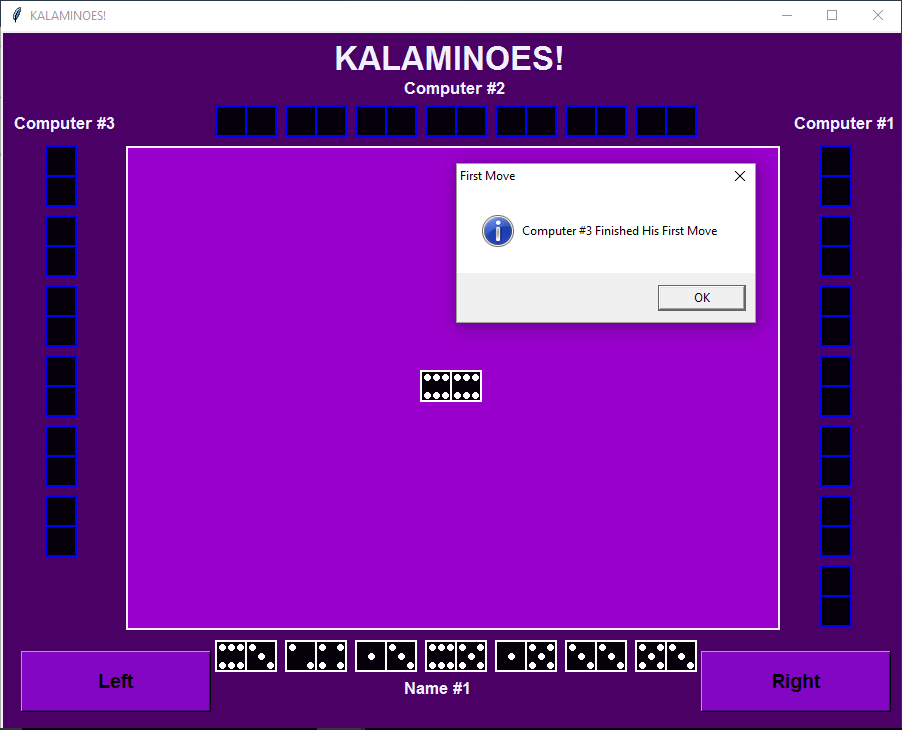 KALAMINOES!
KALAMINOES!
Computer #2
Computer #3
Computer #1
First Move
Computer #3 Finished His First Move
OK
Left
Name #1
Right